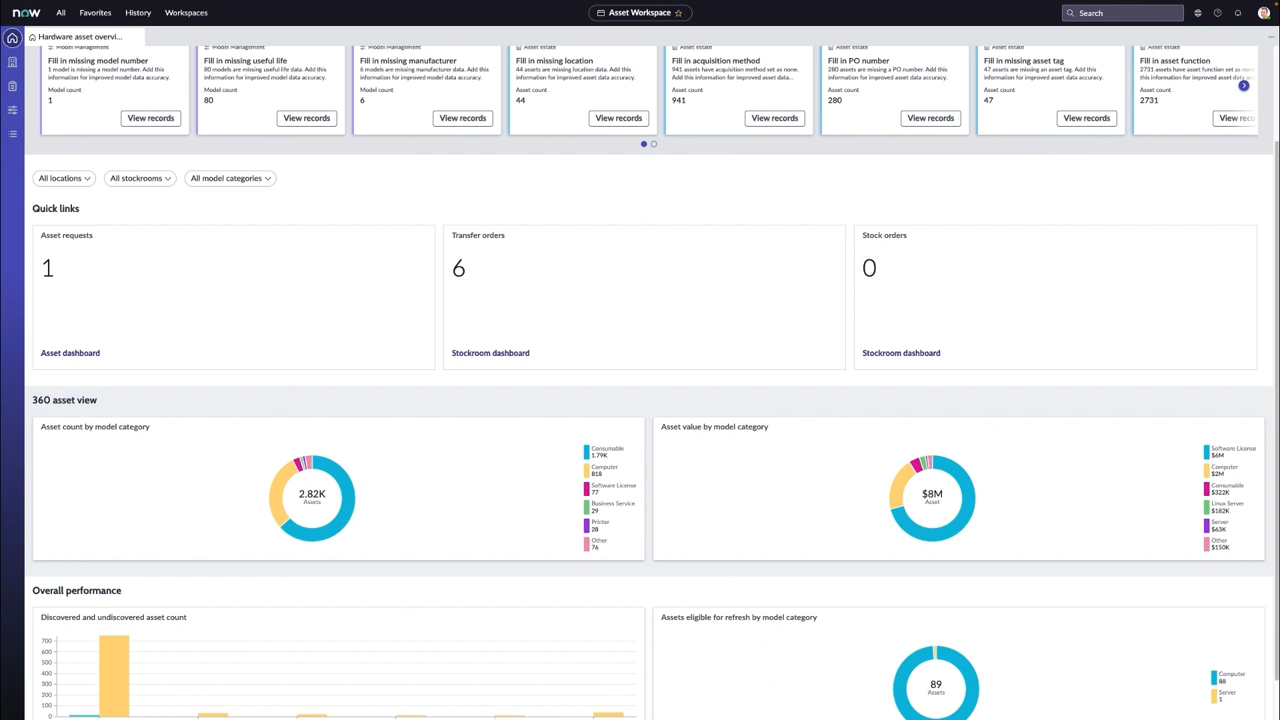 now All Favorites History Workspaces Asset Workspace Search
Hardware asset overvi...
Model Management Model Management Model Management Asset estate Asset estate Asset estate Asset estate Asset estate
Fill in missing model number
1 model is missing a model number. Add this
information for improved model data accuracy.
Model count
1
View records
Fill in missing useful life
80 models are missing useful life data. Add this
information for improved model data accuracy.
Model count
80
View records
Fill in missing manufacturer
6 models are missing manufacturer data. Add this
information for improved model data accuracy.
Model count
6
View records
Fill in missing location
44 assets are missing location data. Add this
information for improved asset data accuracy.
Asset count
44
View records
Fill in acquisition method
941 assets have acquisition method set as none.
Add this information for improved asset data...
Asset count
941
View records
Fill in PO number
280 assets are missing a PO number. Add this
information for improved asset data accuracy.
Asset count
280
View records
Fill in missing asset tag
47 assets are missing an asset tag. Add this
information for improved asset data accuracy.
Asset count
47
View records
Fill in asset function
2731 assets have asset function set as none.
this information for improved asset data
Asset count
2731
View reco
All locations All stockrooms All model categories
Quick links
Asset requests
1
Asset dashboard
Transfer orders
6
Stockroom dashboard
Stock orders
0
Stockroom dashboard
360 asset view
Asset count by model category
2.82K
Assets
Consumable
1.79K
Computer
818
Software License
77
Business Service
29
Printer
28
Other
76
Asset value by model category
$8M
Asset
Software License
$6M
Computer
$2M
Consumable
$322K
Linux Server
$182K
Server
$63K
Other
$150K
Overall performance
Discovered and undiscovered asset count
700
600
500
400
300
200
100
0
Assets eligible for refresh by model category
89
Assets
Computer
88
Server
1